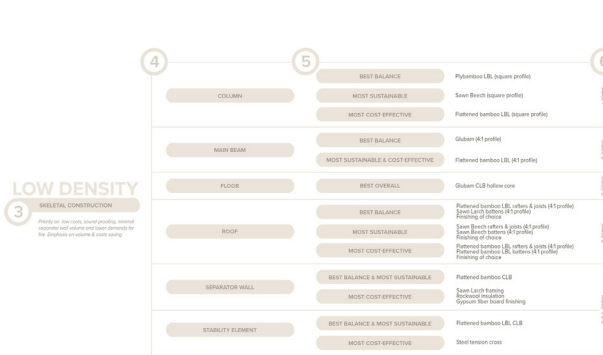 4
5
6
BEST BALANCE
Plybamboo LBL (square profile)
COLUMN
MOST SUSTAINABLE
Sawn Beech (square profile)
MOST COST-EFFECTIVE
Flattened bamboo LBL (square profile)
MAIN BEAM
BEST BALANCE
Glubam (4:1 profile)
MOST SUSTAINABLE & COST EFFECTIVE
Flattened bamboo LBL (4:1 profile)
LOW DENSITY
3
SKELETAL CONSTRUCTION
Priority on low costs, sound proofing, minimal
separator wall volume and lower demands for
fire. Emphasis on volume & costs saving
FLOOR
BEST OVERALL
Glubam CLB hollow core
ROOF
BEST BALANCE
Flattened bamboo LBL rafters & joists (4:1 profile)
Sawn Larch battons (4:1 profile)
Finishing of choice
MOST SUSTAINABLE
Sawn Beech rafters & joists (4:1 profile)
Sawn Beech battens (4:1 profile)
Finishing of choice
MOST COST-EFFECTIVE
Flattened bamboo LBL rafters & joists (4:1 profile)
Flattened bamboo LBL battens (4:1 profile)
Finishing of choice
SEPARATOR WALL
BEST BALANCE & MOST SUSTAINABLE
Flattened bamboo CLB
MOST COST-EFFECTIVE
Sawn Larch framing
Rockwool insulation
Gypsum fiber board finishing
STABILITY ELEMENT
BEST BALANCE & MOST SUSTAINABLE
Flattened bamboo LBL CLB
MOST COST-EFFECTIVE
Steel tension cross